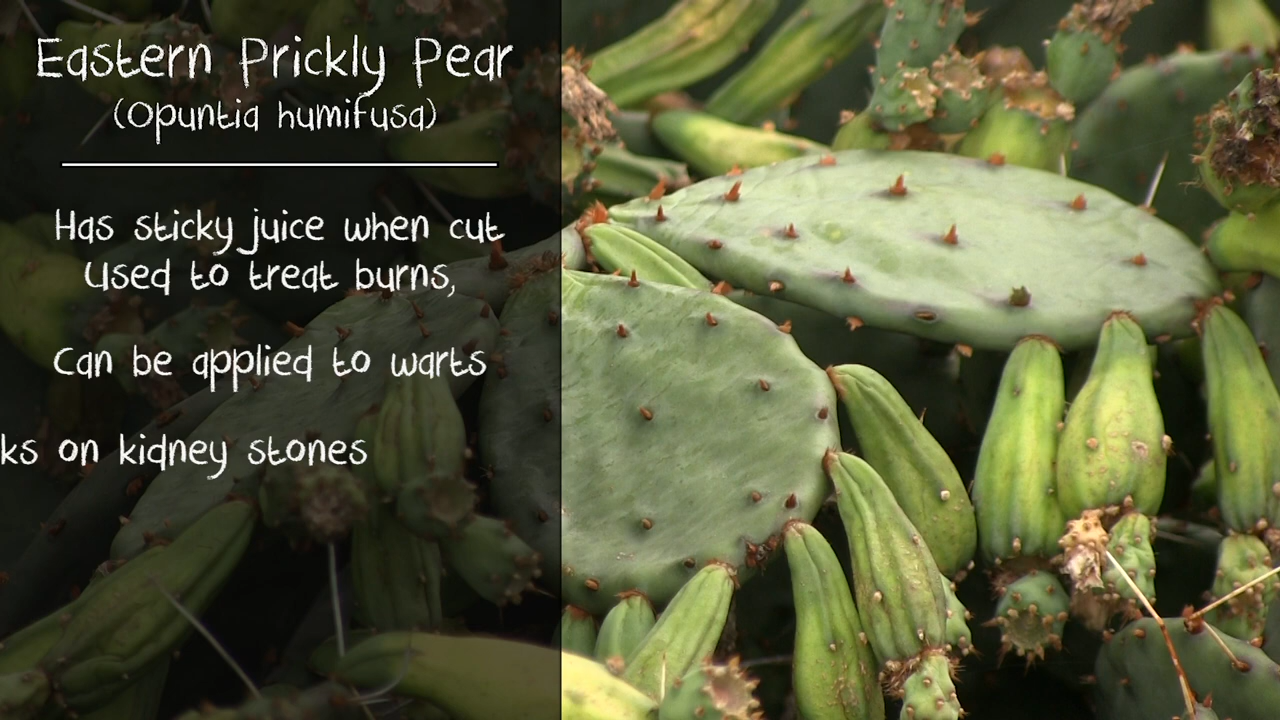 Eastern Prickly Pear
(Opuntia humifusa)
Has sticky juice when cut
Used to treat burns,
Can be applied to warts
ks on kidney stones